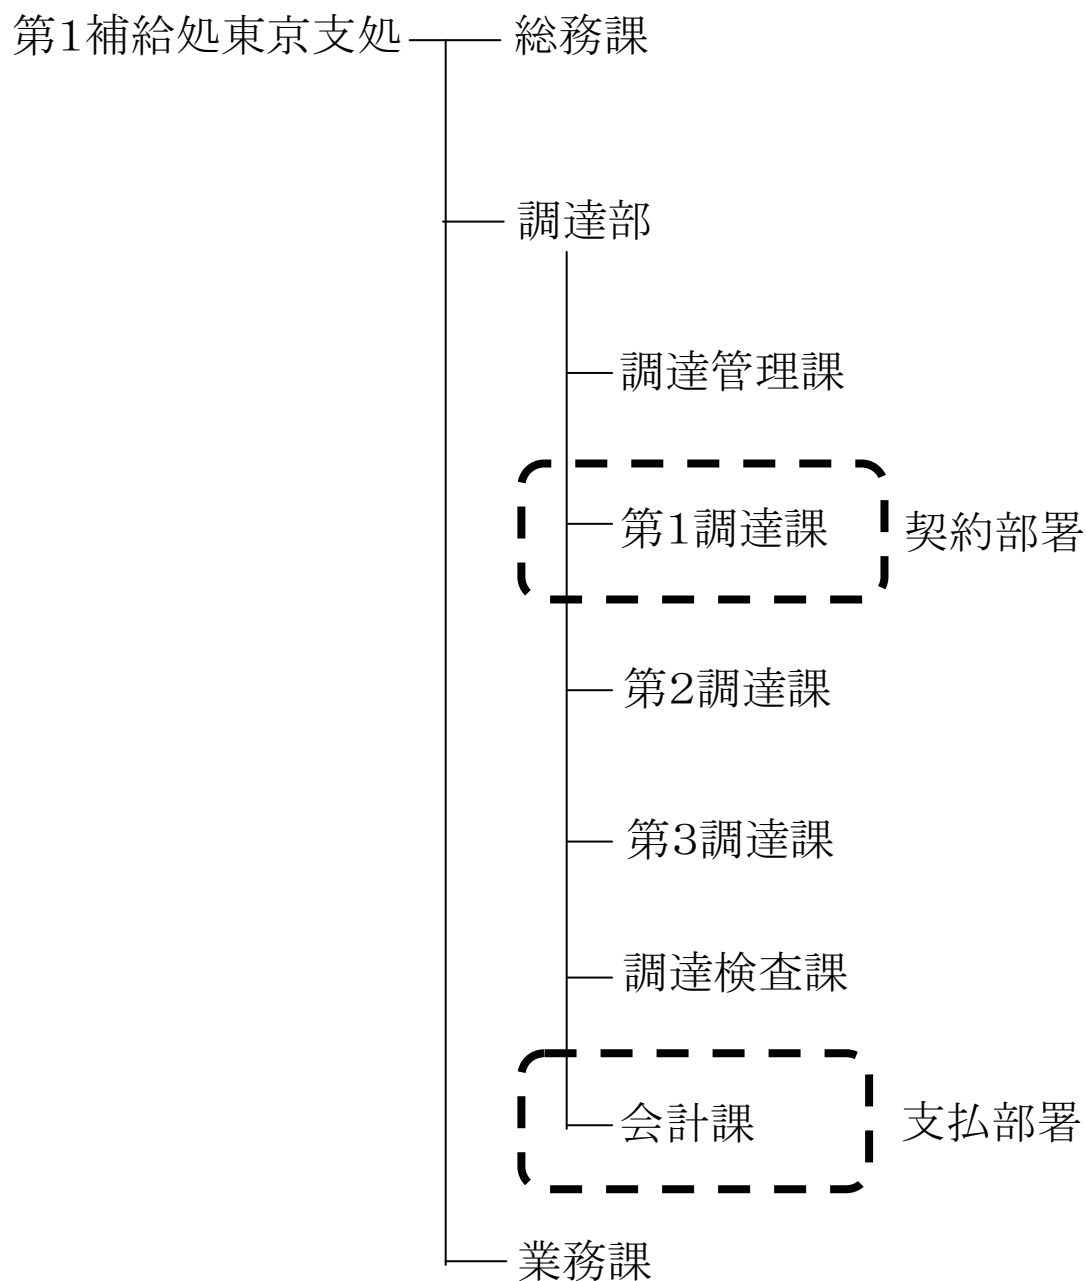 第1補給処東京支処 総務課
調達部
調達管理課
第1調達課 契約部署
第2調達課
第3調達課
調達検査課
会計課 支払部署
業務課